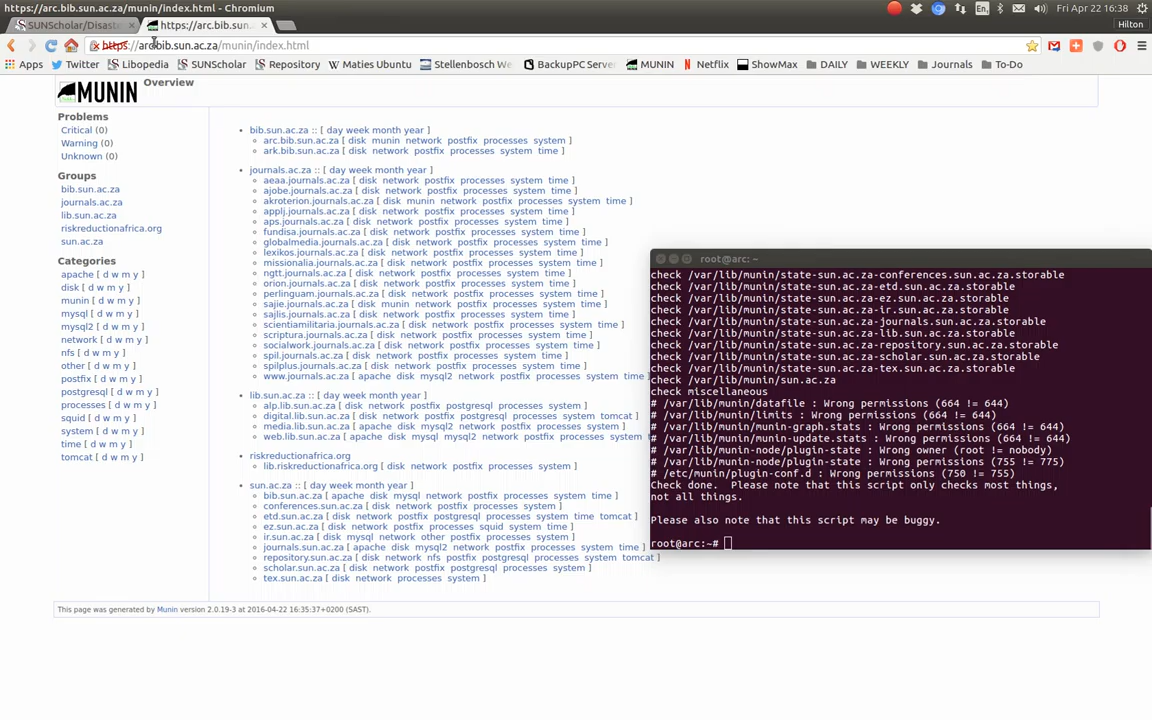 https://arc.bib.sun.ac.za/munin/index.html - Chromium
En Fri Apr 22 16:38
SUNScholar/Disast
https://arc.bib.sun.
Hilton
https://arc.bib.sun.ac.za/munin/index.html
Apps Twitter Libopedia SUNScholar Repository Maties Ubuntu Stellenbosch We BackupPC Serve MUNIN Netflix ShowMax DAILY WEEKLY Journals To-Do
MUNIN Overview
Problems
Critical (0)
Warning (0)
Unknown (0)
Groups
bib.sun.ac.za
journals.ac.za
lib.sun.ac.za
riskreductionafrica.org
sun.ac.za
Categories
apache [ d w m y ]
disk [ d w m y ]
munin [ d w m y ]
mysql [ d w m y ]
mysql2 [ d w m y ]
network [ d w m y ]
nfs [ d w m y ]
other [ d w m y ]
postfix [ d w m y ]
postgresql [ d w m y ]
processes [ d w m y ]
squid [ d w m y ]
system [ d w m y ]
time [ d w m y ]
tomcat [ d w m y ]
bib.sun.ac.za :: [ day week month year ]
arc.bib.sun.ac.za [ disk munin network postfix processes system ]
ark.bib.sun.ac.za [ disk network postfix processes system time ]
journals.ac.za :: [ day week month year ]
aeaa.journals.ac.za [ disk network postfix processes system time ]
ajobe.journals.ac.za [ disk network postfix processes system time ]
akroterion.journals.ac.za [ disk munin network postfix processes system time ]
applj.journals.ac.za [ disk network postfix processes system time ]
aps.journals.ac.za [ disk network postfix processes system time ]
fundisa.journals.ac.za [ disk network postfix processes system time ]
globalmedia.journals.ac.za [ disk network postfix processes system time ]
lexikos.journals.ac.za [ disk network postfix processes system time ]
missionalia.journals.ac.za [ disk network postfix processes system time ]
ngtt.journals.ac.za [ disk network postfix processes system time ]
orion.journals.ac.za [ disk network postfix processes system time ]
perlinguam.journals.ac.za [ disk network postfix processes system time ]
sajie.journals.ac.za [ disk munin network postfix processes system time ]
sajlis.journals.ac.za [ disk network postfix processes system time ]
scientiamilitaria.journals.ac.za [ disk network postfix processes system time ]
scriptura.journals.ac.za [ disk network postfix processes system time ]
socialwork.journals.ac.za [ disk network postfix processes system time ]
spil.journals.ac.za [ disk network postfix processes system time ]
spilplus.journals.ac.za [ disk network postfix processes system time ]
www.journals.ac.za [ apache disk mysql2 network postfix processes system time
lib.sun.ac.za :: [ day week month year ]
alp.lib.sun.ac.za [ disk network postfix postgresql processes system ]
digital.lib.sun.ac.za [ disk network postfix postgresql processes system tomcat ]
media.lib.sun.ac.za [ apache disk mysql2 network postfix processes system ]
web.lib.sun.ac.za [ apache disk mysql mysql2 network postfix processes system
riskreductionafrica.org
lib.riskreductionafrica.org [ disk network postfix processes system ]
sun.ac.za :: [ day week month year ]
bib.sun.ac.za [ apache disk mysql network postfix processes system time ]
conferences.sun.ac.za [ disk network postfix processes system time ]
etd.sun.ac.za [ disk network postfix postgresql processes system time tomcat ]
ez.sun.ac.za [ disk network postfix processes squid system time ]
ir.sun.ac.za [ disk mysql network other postfix processes system time ]
journals.sun.ac.za [ apache disk mysql2 network postfix processes system time ]
repository.sun.ac.za [ disk network nfs postfix postgresql processes system tomcat ]
scholar.sun.ac.za [ disk network postfix postgresql processes system ]
tex.sun.ac.za [ disk network postfix processes system ]
This page was generated by Munin version 2.0.19-3 at 2016-04-22 16:35:37+0200 (SAST).
root@arc: ~
check /var/lib/munin/state-sun.ac.za-conferences.sun.ac.za.storable
check /var/lib/munin/state-sun.ac.za-etd.sun.ac.za.storable
check /var/lib/munin/state-sun.ac.za-ez.sun.ac.za.storable
check /var/lib/munin/state-sun.ac.za-ir.sun.ac.za.storable
check /var/lib/munin/state-sun.ac.za-journals.sun.ac.za.storable
check /var/lib/munin/state-sun.ac.za-lib.sun.ac.za.storable
check /var/lib/munin/state-sun.ac.za-repository.sun.ac.za.storable
check /var/lib/munin/state-sun.ac.za-scholar.sun.ac.za.storable
check /var/lib/munin/state-sun.ac.za-tex.sun.ac.za.storable
check /var/lib/munin/sun.ac.za
check miscellaneous
# /var/lib/munin/datafile : Wrong permissions (664 != 644)
# /var/lib/munin/limits : Wrong permissions (664 != 644)
# /var/lib/munin/munin-graph.stats : Wrong permissions (664 != 644)
# /var/lib/munin/munin-update.stats : Wrong permissions (664 != 644)
# /var/lib/munin-node/plugin-state : Wrong owner (root != nobody)
# /var/lib/munin-node/plugin-state : Wrong permissions (755 != 775)
# /etc/munin/plugin-conf.d : Wrong permissions (750 != 755)
Check done.  Please note that this script only checks most things,
not all things.
Please also note that this script may be buggy.
root@arc:~#